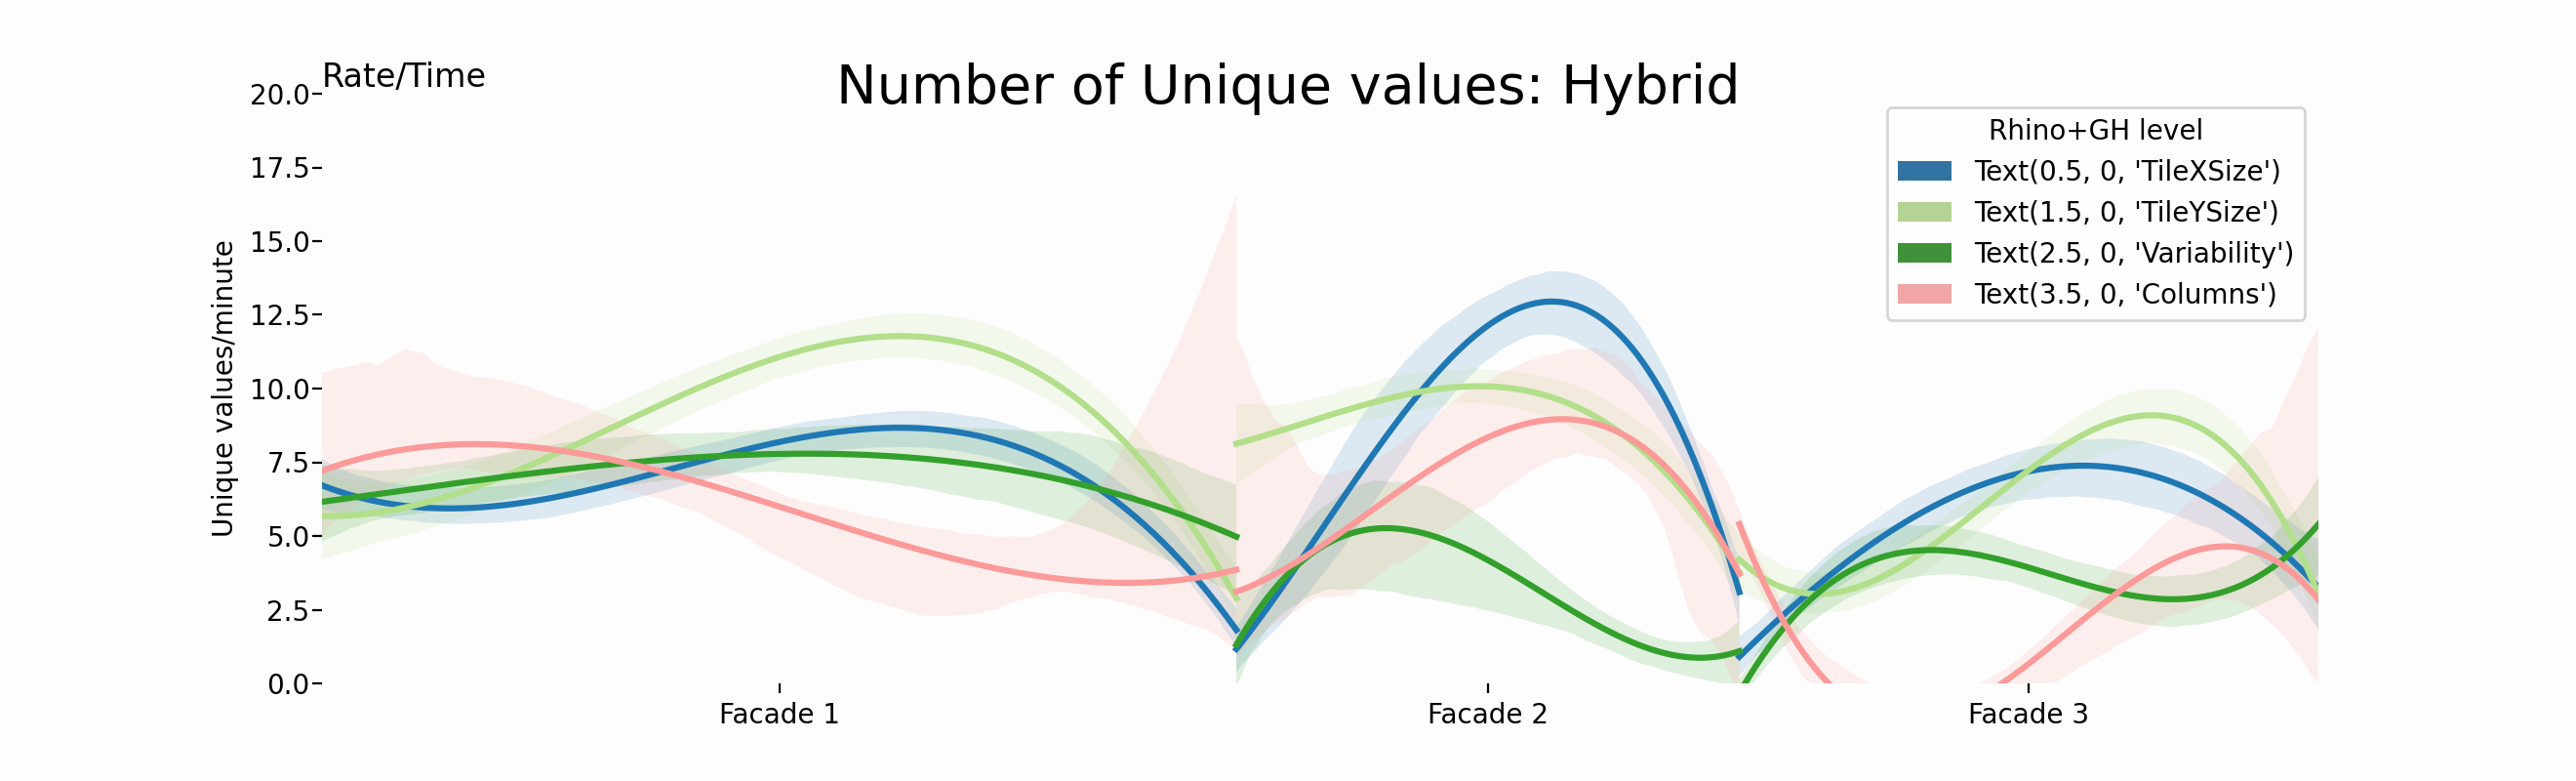 Rate/Time
Number of Unique values: Hybrid
Unique values/minute
20.0
17.5
15.0
12.5
10.0
7.5
5.0
2.5
0.0
Rhino+GH level
Text(0.5, 0, 'TileXSize')
Text(1.5, 0, 'TileYSize')
Text(2.5, 0, 'Variability')
Text(3.5, 0, 'Columns')
Facade 1
Facade 2
Facade 3